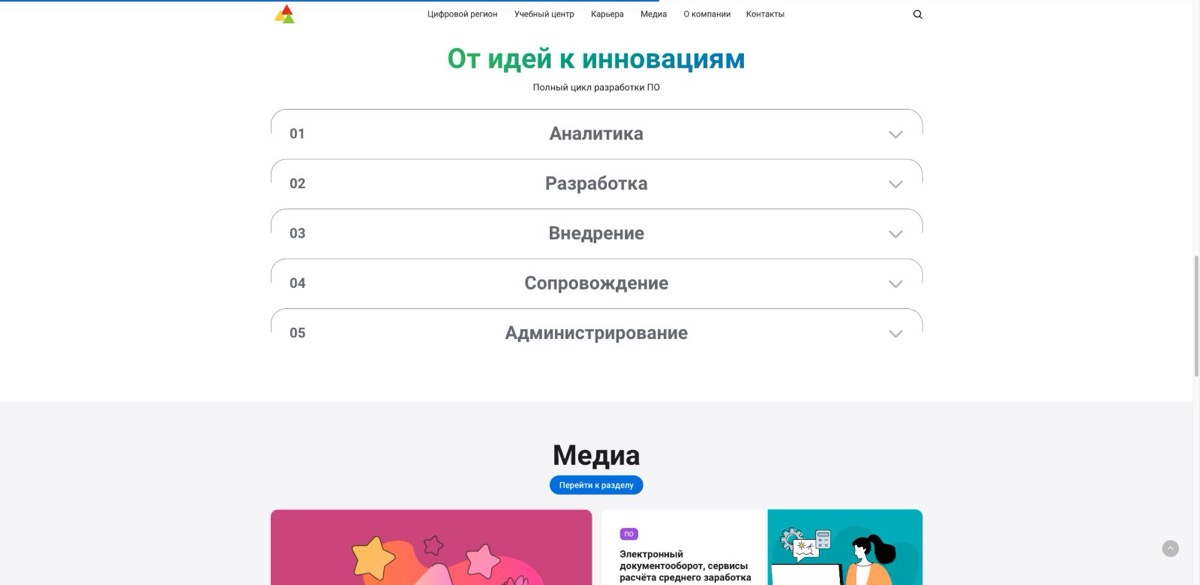 Цифровой регион Учебный центр Карьера Медиа О компании Контакты
От идей к инновациям
Полный цикл разработки ПО
01 Аналитика
02 Разработка
03 Внедрение
04 Сопровождение
05 Администрирование
Медиа
Перейти к разделу
ПО
Электронный
документооборот, сервисы
расчёта среднего заработка